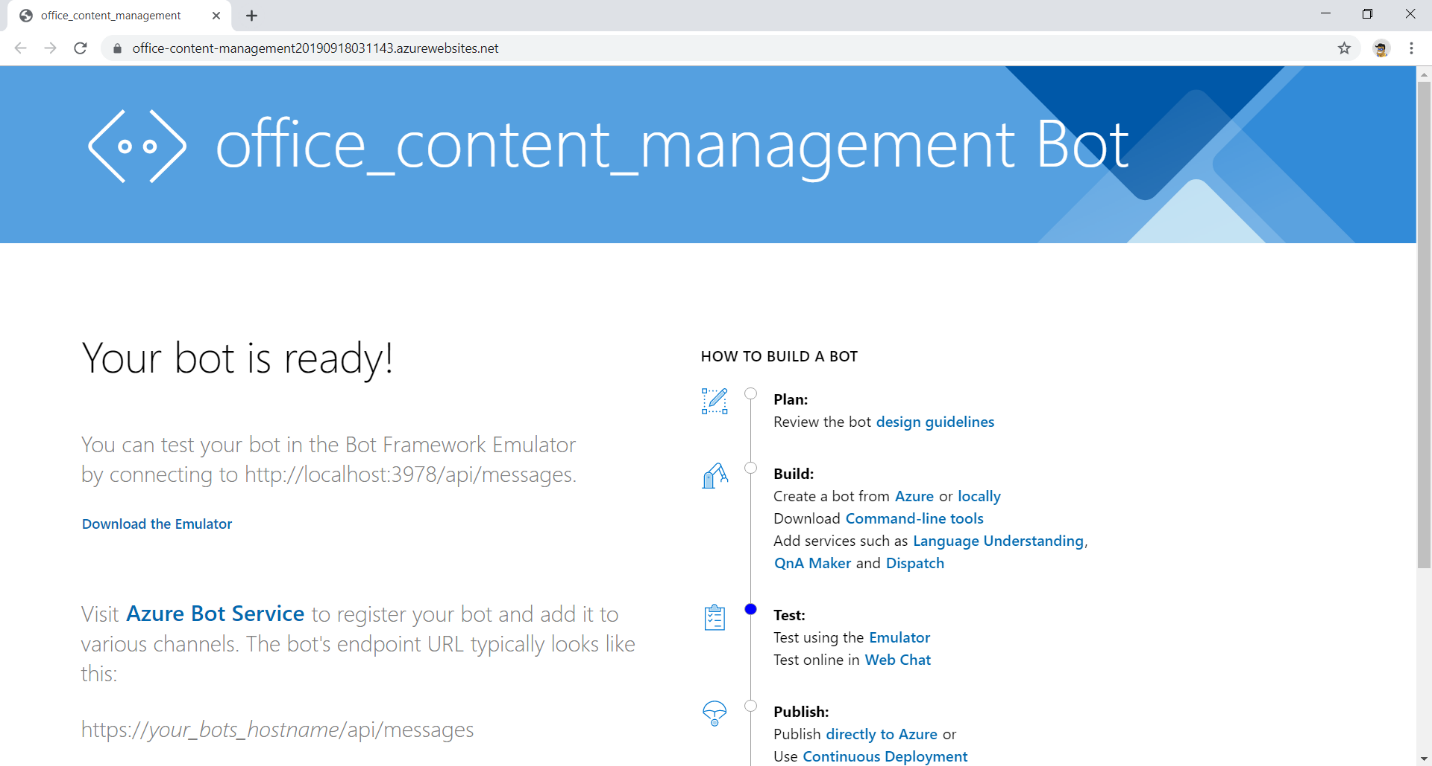 office_content_management
office-content-management20190918031143.azurewebsites.net
office_content_management Bot
Your bot is ready!
You can test your bot in the Bot Framework Emulator
by connecting to http://localhost:3978/api/messages.
Download the Emulator
Visit Azure Bot Service to register your bot and add it to
various channels. The bot's endpoint URL typically looks like
this:
https://your_bots_hostname/api/messages
HOW TO BUILD A BOT
Plan:
Review the bot design guidelines
Build:
Create a bot from Azure or locally
Download Command-line tools
Add services such as Language Understanding,
QnA Maker and Dispatch
Test:
Test using the Emulator
Test online in Web Chat
Publish:
Publish directly to Azure or
Use Continuous Deployment